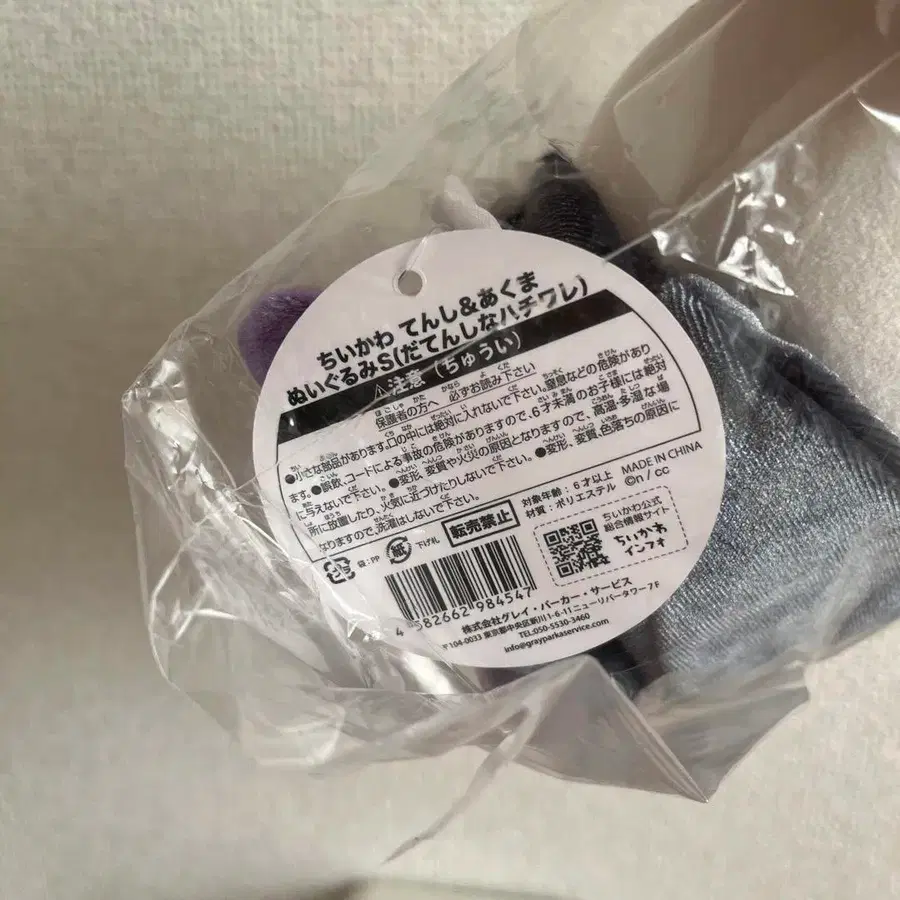 ちいかわ てんし&あくま
ぬいぐるみS(だてんしなハチワレ)
⚠注意(ちゅうい)
保護者の方へ 必ずお読み下さい
●小さな部品があります。口の中には絶対に入れないで下さい。窒息などの危険があり
ます。●誤飲、コードによる事故の危険がありますので、6才未満のお子様には絶対
に与えないで下さい。●変形、変質や火災の原因となりますので、高温・多湿な場
所に放置したり、火気に近づけたりしないで下さい。●変形、変質、色落ちの原因に
なりますので、洗濯はしないで下さい。
対象年齢:6才以上 MADE IN CHINA
材質:ポリエステル ©n / cc
プラ 袋:PP 紙 下げ札 転売禁止
ちいかわ公式
総合情報サイト
ちいかわ
インフォ
4 582662 984547
株式会社グレイ・パーカー・サービス
〒104-0033 東京都中央区新川1-6-11 ニューリバータワー7F
TEL.050-5530-3460
info@grayparkaservice.com